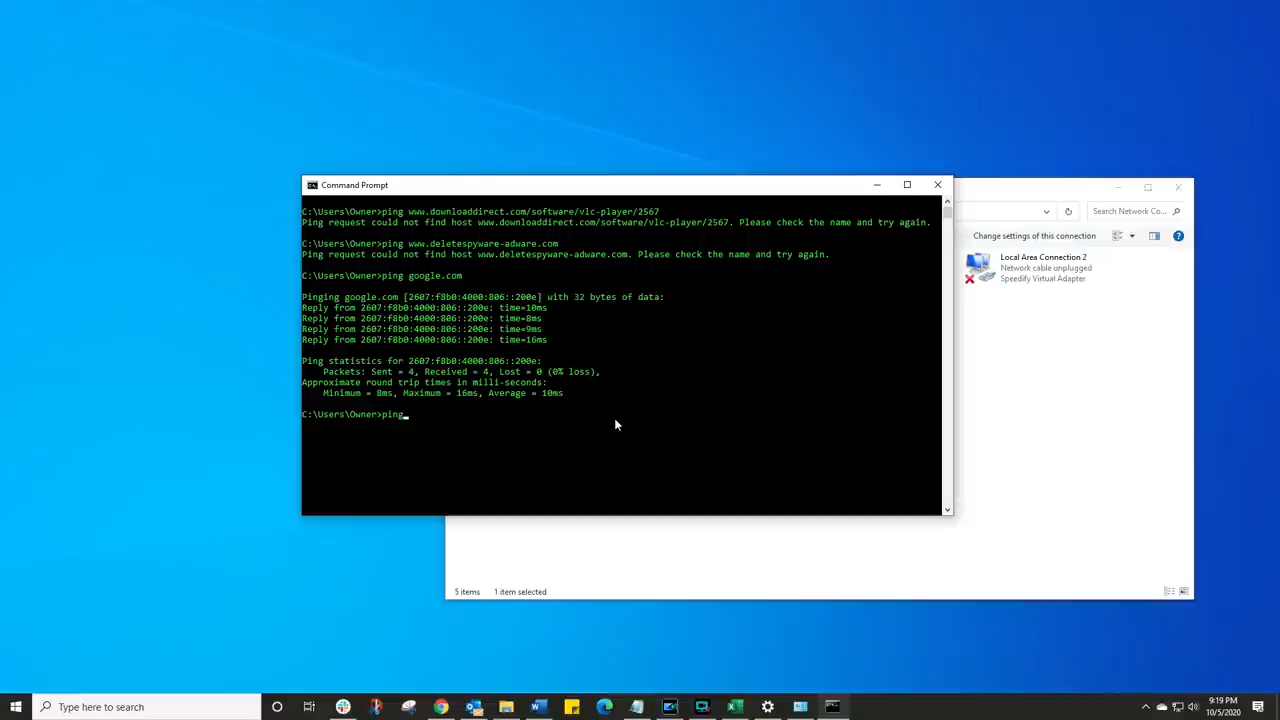 Command Prompt
C:\Users\Owner>ping www.downloaddirect.com/software/vlc-player/2567
Ping request could not find host www.downloaddirect.com/software/vlc-player/2567. Please check the name and try again.
C:\Users\Owner>ping www.deletespyware-adware.com
Ping request could not find host www.deletespyware-adware.com. Please check the name and try again.
C:\Users\Owner>ping google.com
Pinging google.com [2607:f8b0:4000:806::200e] with 32 bytes of data:
Reply from 2607:f8b0:4000:806::200e: time=10ms
Reply from 2607:f8b0:4000:806::200e: time=8ms
Reply from 2607:f8b0:4000:806::200e: time=9ms
Reply from 2607:f8b0:4000:806::200e: time=16ms
Ping statistics for 2607:f8b0:4000:806::200e:
Packets: Sent = 4, Received = 4, Lost = 0 (0% loss),
Approximate round trip times in milli-seconds:
Minimum = 8ms, Maximum = 16ms, Average = 10ms
C:\Users\Owner>ping
Search Network Co...
Change settings of this connection
Local Area Connection 2
Network cable unplugged
Speedify Virtual Adapter
5 items 1 item selected
Type here to search
9:19 PM
10/5/2020